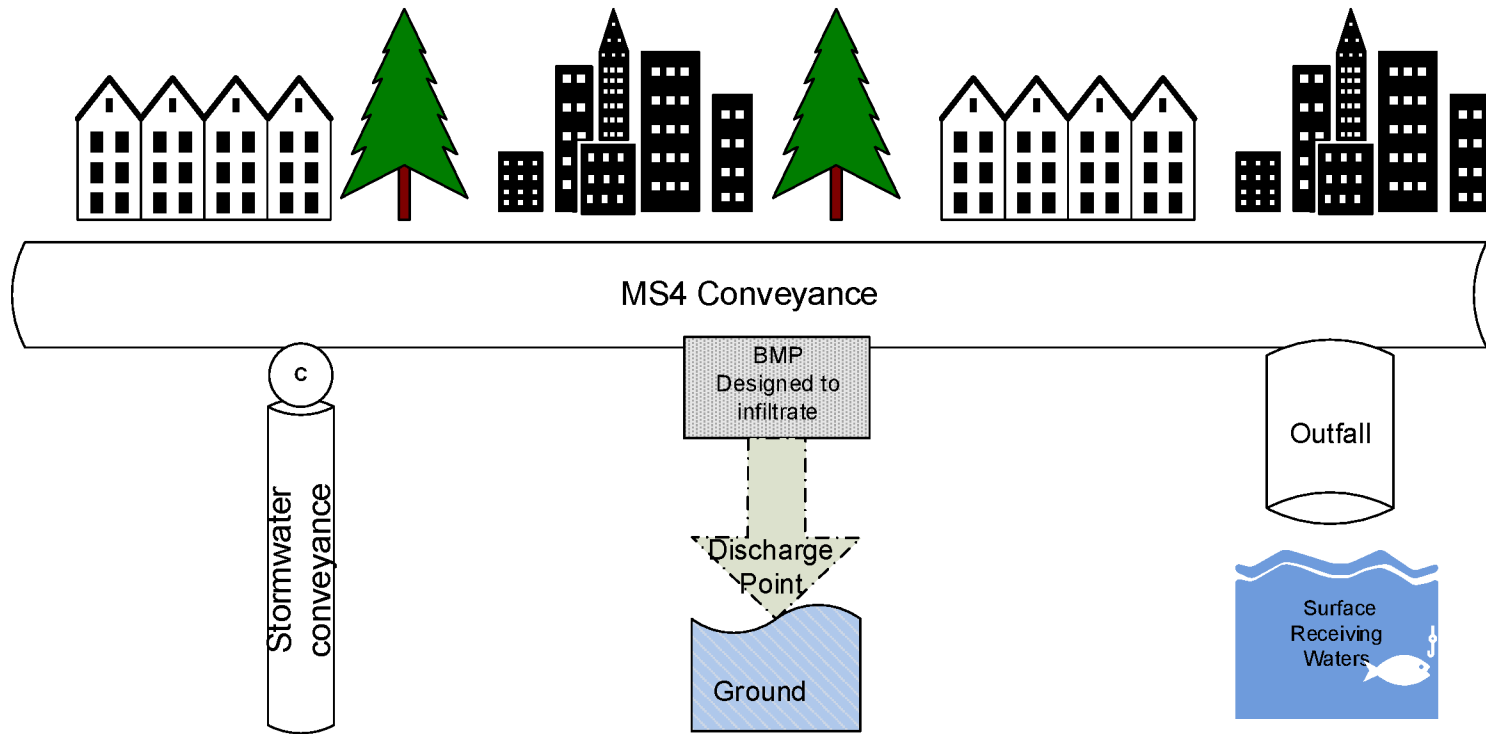 MS4 Conveyance
C
Stormwater
conveyance
BMP
Designed to
infiltrate
Discharge
Point
Ground
Outfall
Surface
Receiving
Waters